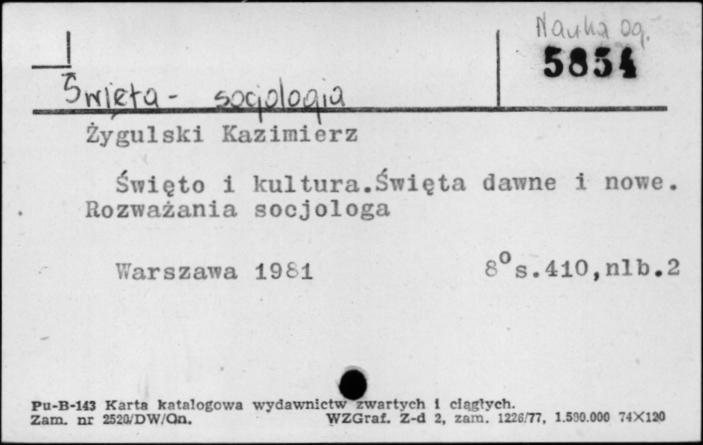 Nauka og.
5854
Święta - socjologia
Żygulski Kazimierz
Święto i kultura.Święta dawne i nowe.
Rozważania socjologa
Warszawa 1981 8⁰s.410,nlb.2
Pu-B-143 Karta katalogowa wydawnictw zwartych i ciągłych.
Zam. nr 2520/DW/Qn. WZGraf. Z-d 2, zam. 1226/77, 1.500.000 74X120